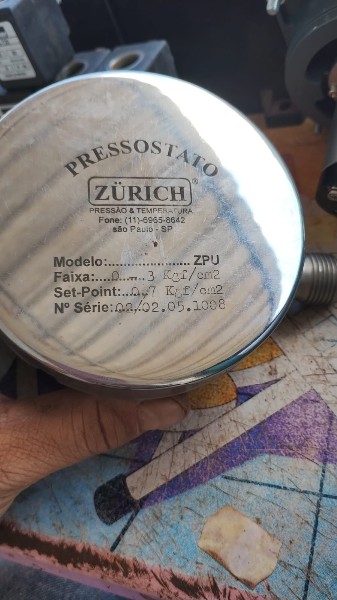 PRESSOSTATO
ZÜRICH®
PRESSÃO & TEMPERATURA
Fone: (11)-6965-8642
são Paulo - SP
Modelo:........................ZPU
Faixa:....0...-...3 Kgf/cm2
Set-Point:....0,7 Kgf/cm2
Nº Série:.02/02.05.1008